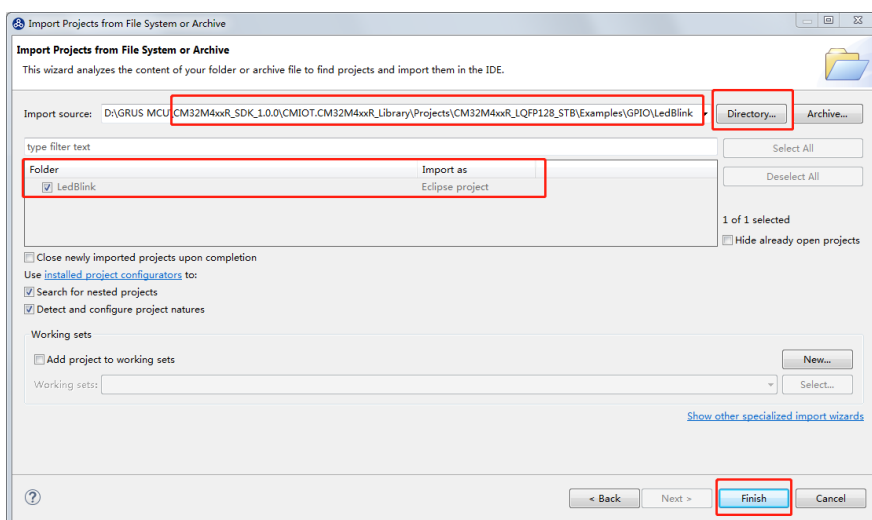 Import Projects from File System or Archive
Import Projects from File System or Archive
This wizard analyzes the content of your folder or archive file to find projects and import them in the IDE.
Import source: D:\GRUS MCU\CM32M4xxR_SDK_1.0.0\CMIOT.CM32M4xxR_Library\Projects\CM32M4xxR_LQFP128_STB\Examples\GPIO\LedBlink Directory... Archive...
type filter text Select All
Folder Import as
Deselect All
LedBlink Eclipse project
1 of 1 selected
Hide already open projects
Close newly imported projects upon completion
Use installed project configurators to:
Search for nested projects
Detect and configure project natures
Working sets
Add project to working sets New...
Working sets: Select...
Show other specialized import wizards
? < Back Next > Finish Cancel